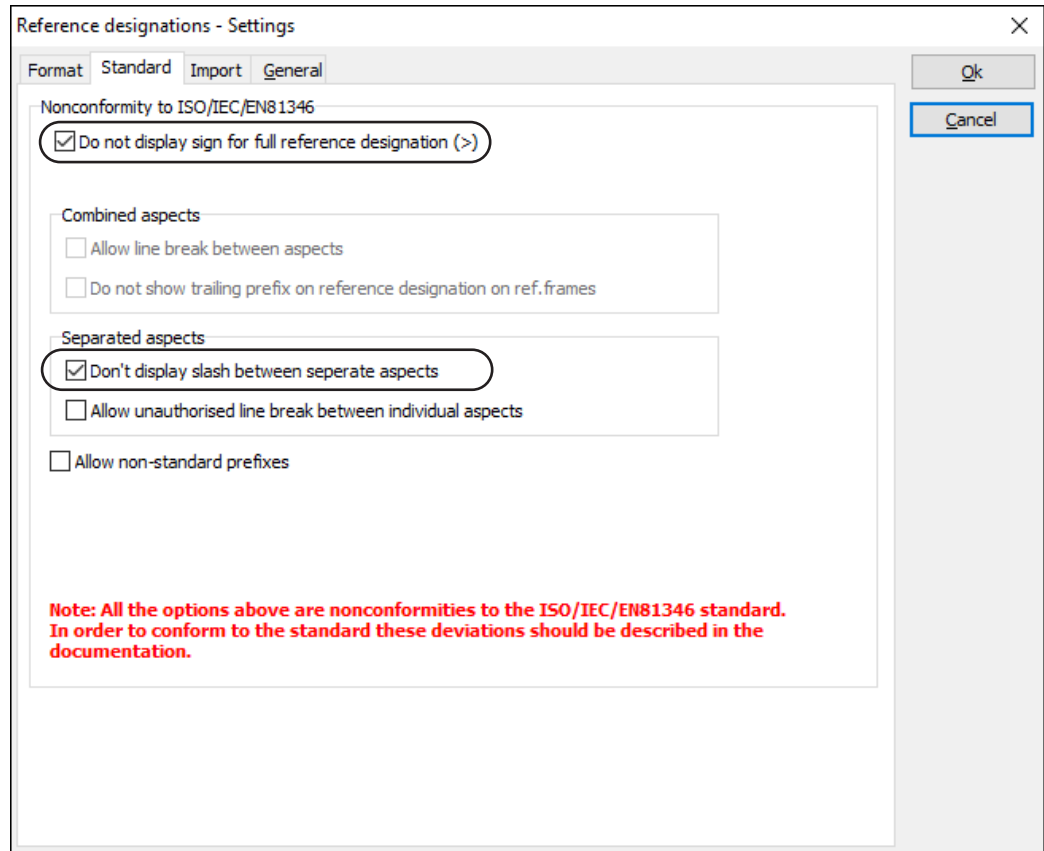 Reference designations - Settings
Format Standard Import General
Ok
Cancel
Nonconformity to ISO/IEC/EN81346
Do not display sign for full reference designation (>)
Combined aspects
Allow line break between aspects
Do not show trailing prefix on reference designation on ref.frames
Separated aspects
Don't display slash between seperate aspects
Allow unauthorised line break between individual aspects
Allow non-standard prefixes
Note: All the options above are nonconformities to the ISO/IEC/EN81346 standard.
In order to conform to the standard these deviations should be described in the
documentation.